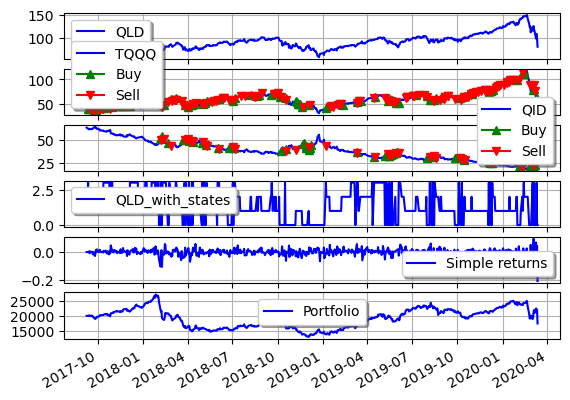 150
100
QLD
TQQQ
Buy
Sell
100
50
QID
Buy
Sell
50
25
2.5
0.0
QLD_with_states
0.0
-0.2
Simple returns
25000
20000
15000
Portfolio
2017-10
2018-01
2018-04
2018-07
2018-10
2019-01
2019-04
2019-07
2019-10
2020-01
2020-04